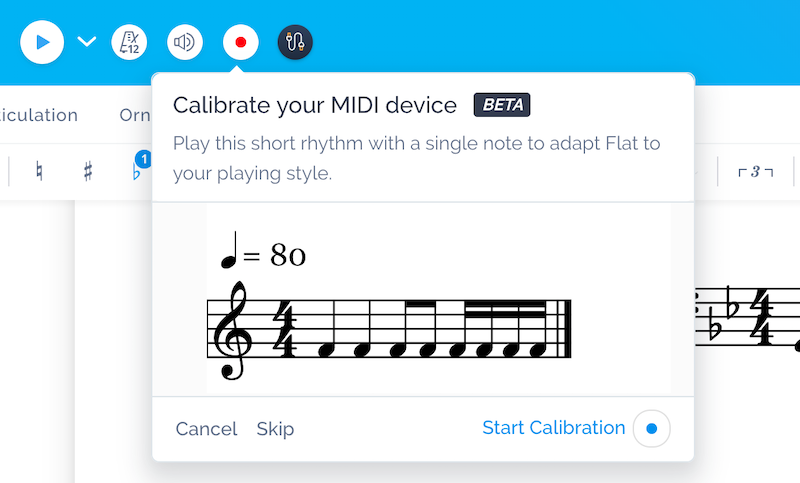 12
iculation Orn
1
3
Calibrate your MIDI device BETA
Play this short rhythm with a single note to adapt Flat to
your playing style.
= 80
4
4
4
4
Cancel Skip Start Calibration